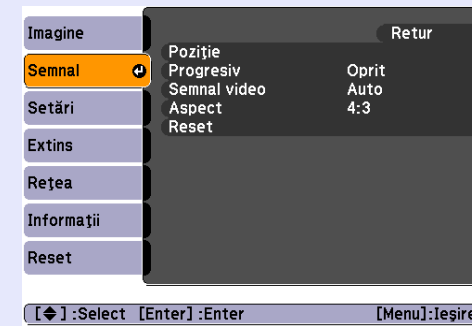 Imagine
Semnal
Setări
Extins
Reţea
Informaţii
Reset
Retur
Poziţie
Progresiv Oprit
Semnal video Auto
Aspect 4:3
Reset
[◆] :Select [Enter] :Enter [Menu]:Ieşire